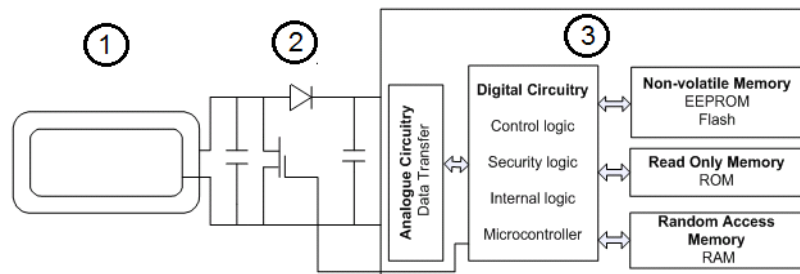 1
2
3
Analogue Circuitry
Data Transfer
Digital Circuitry
Control logic
Security logic
Internal logic
Microcontroller
Non-volatile Memory
EEPROM
Flash
Read Only Memory
ROM
Random Access
Memory
RAM